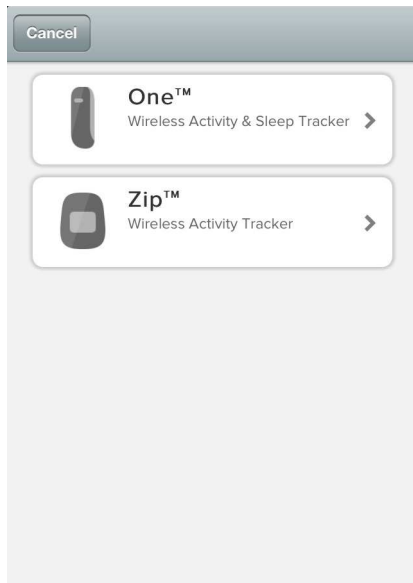 Cancel
One™
Wireless Activity & Sleep Tracker
Zip™
Wireless Activity Tracker